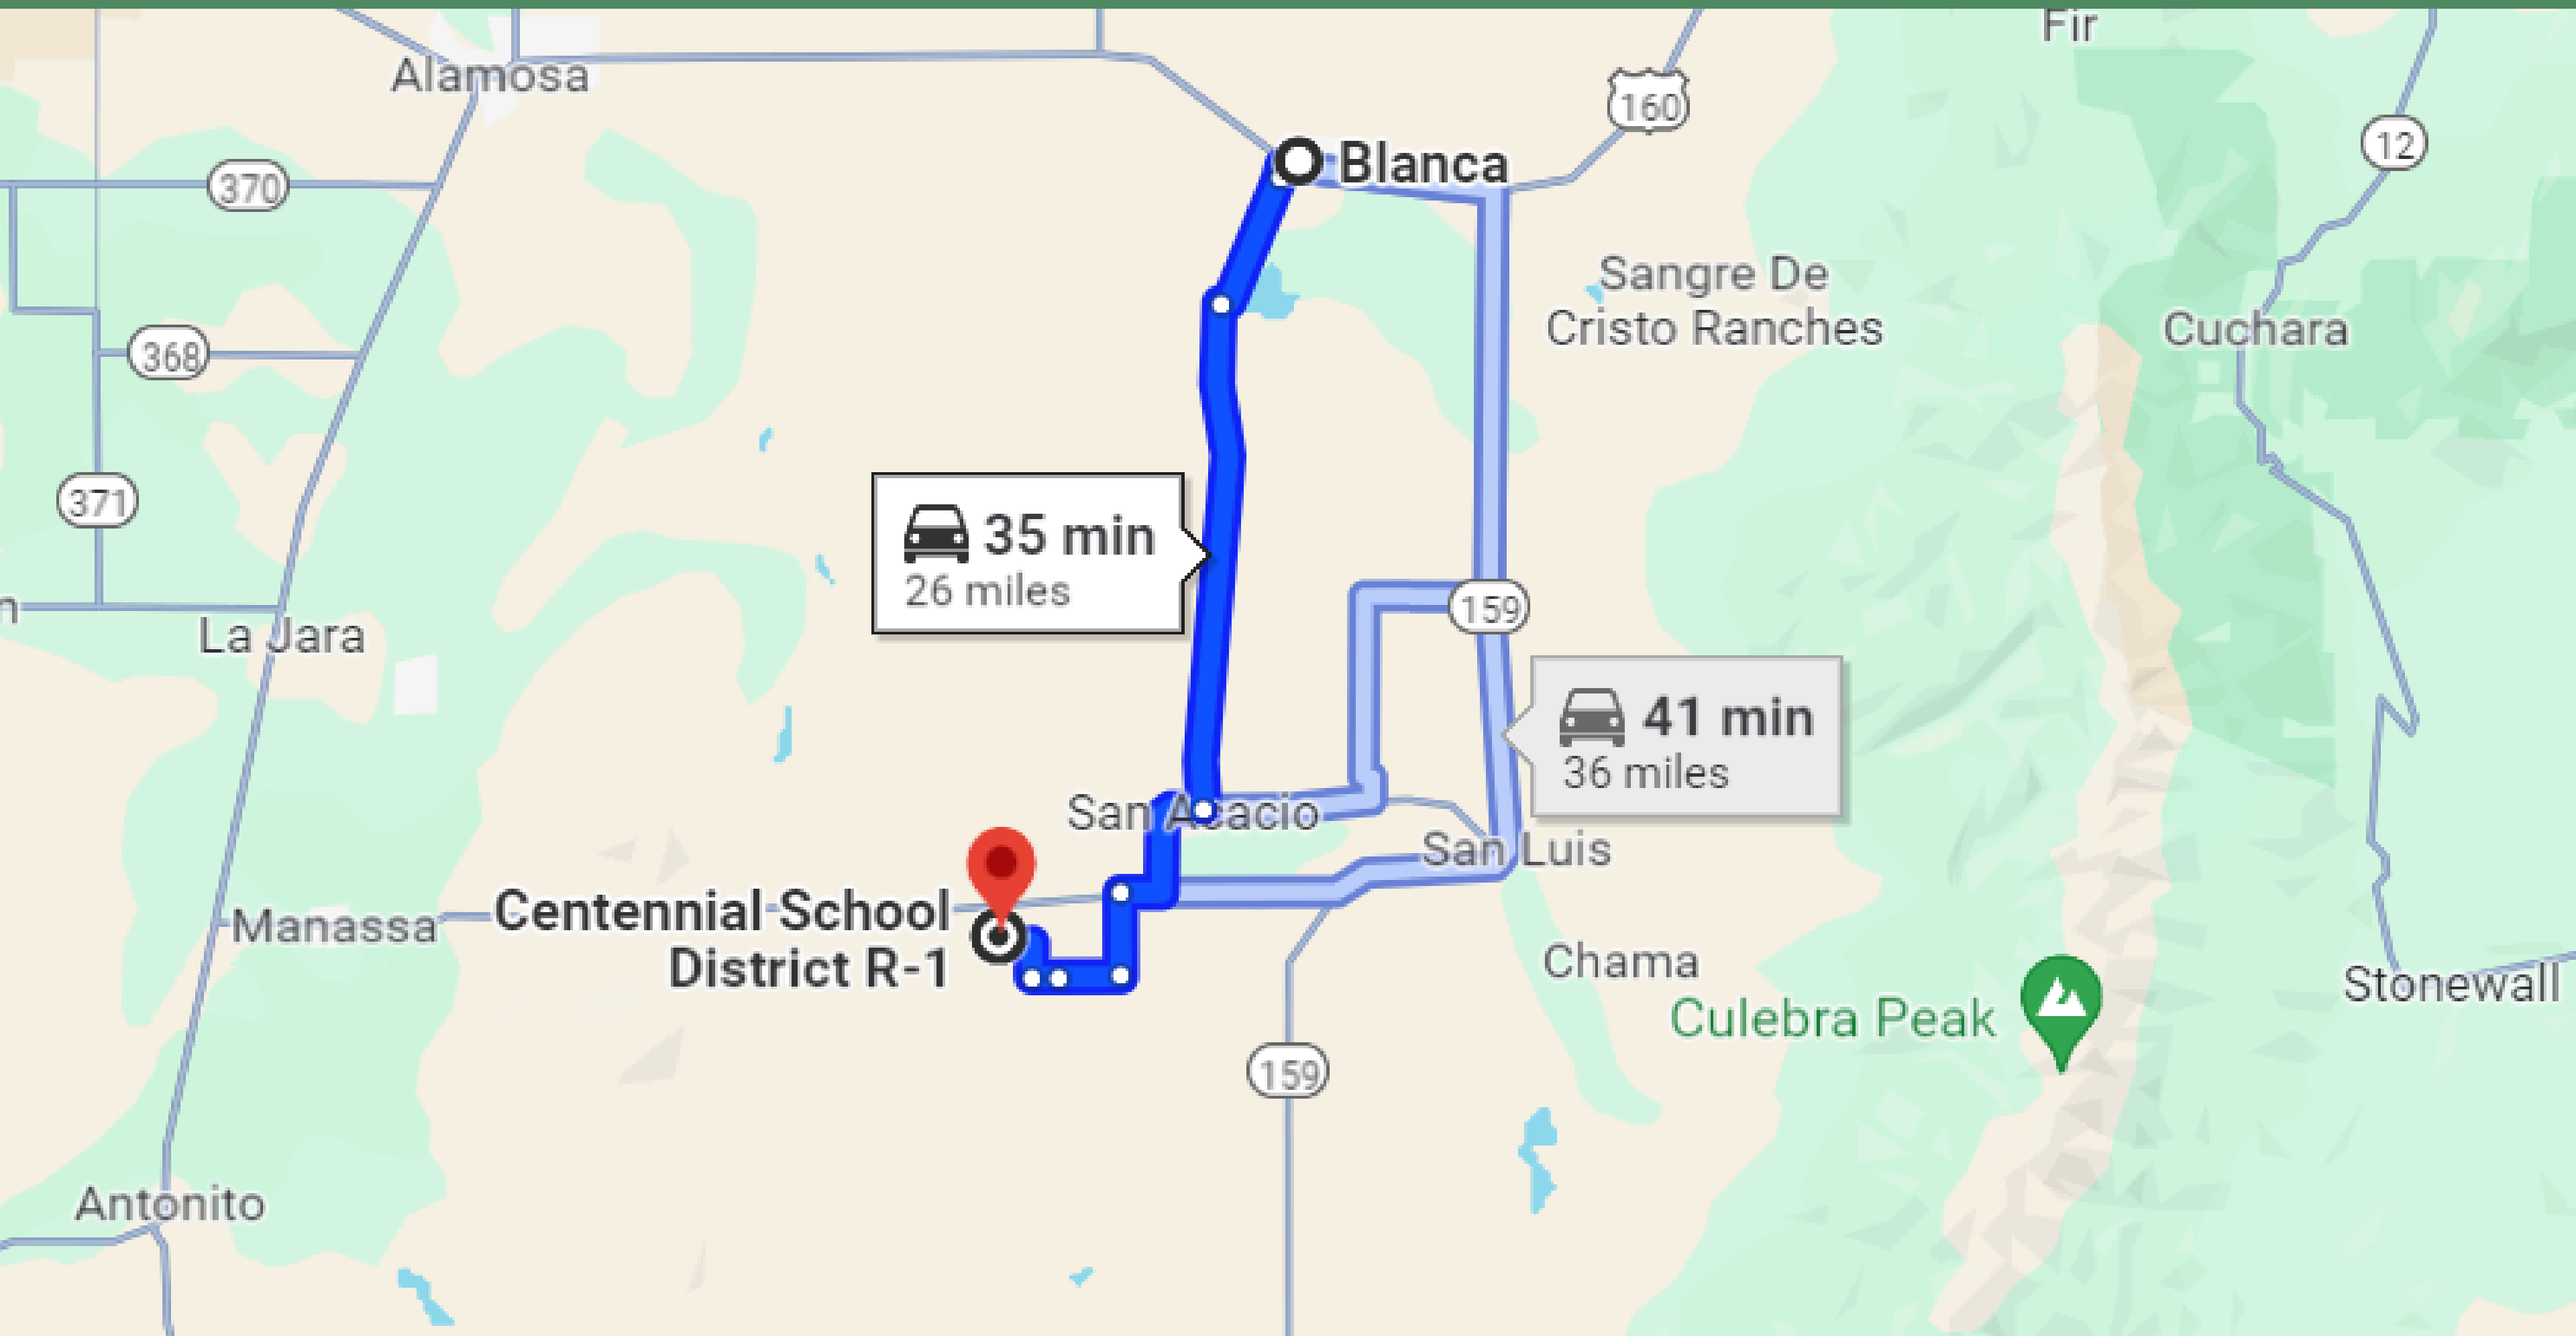 Fir
Alamosa
160
12
Blanca
370
Sangre De
Cristo Ranches
Cuchara
368
371
35 min
26 miles
159
La Jara
41 min
36 miles
San Acacio
San Luis
Centennial School
District R-1
Manassa
Chama
Stonewall
Culebra Peak
159
Antonito